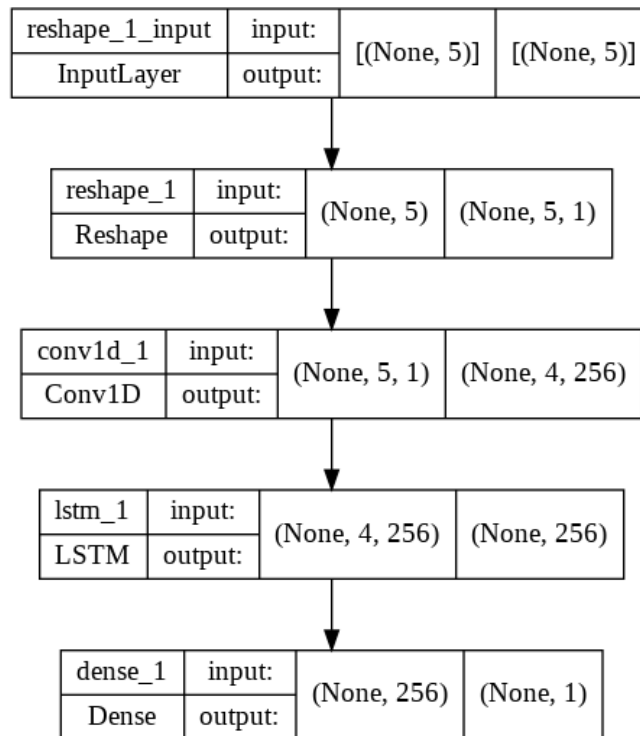 reshape_1_input input: [(None, 5)] [(None, 5)]
InputLayer output:
reshape_1 input: (None, 5) (None, 5, 1)
Reshape output:
conv1d_1 input: (None, 5, 1) (None, 4, 256)
Conv1D output:
lstm_1 input: (None, 4, 256) (None, 256)
LSTM output:
dense_1 input: (None, 256) (None, 1)
Dense output: